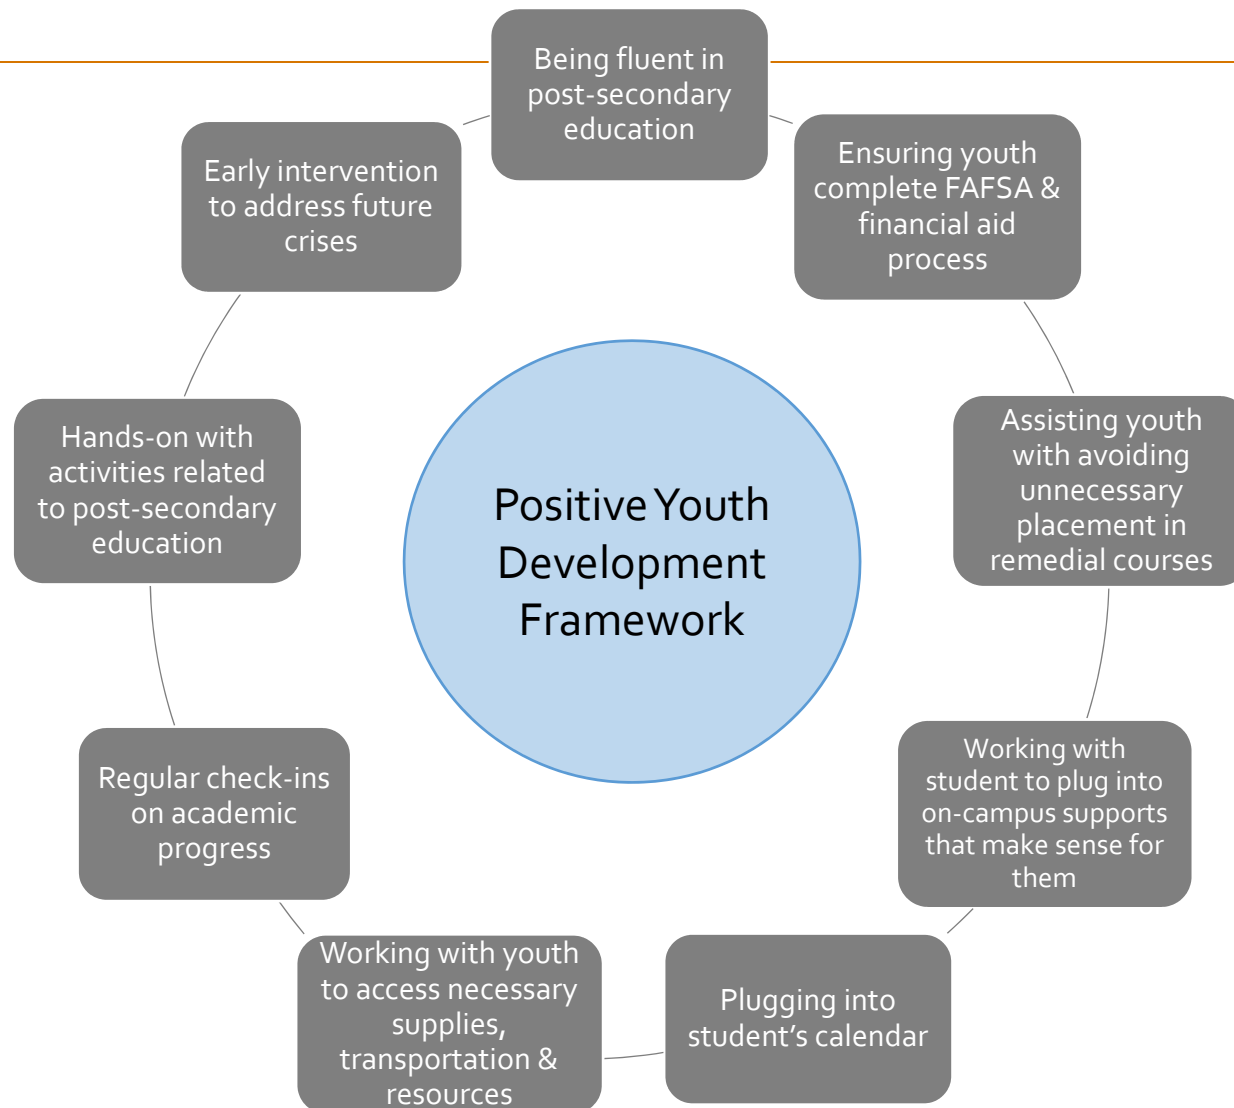 Being fluent in
post-secondary
education
Ensuring youth
complete FAFSA &
financial aid
process
Assisting youth
with avoiding
unnecessary
placement in
remedial courses
Working with
student to plug into
on-campus supports
that make sense for
them
Plugging into
student's calendar
Working with youth
to access necessary
supplies,
transportation &
resources
Regular check-ins
on academic
progress
Hands-on with
activities related
to post-secondary
education
Early intervention
to address future
crises
Positive Youth
Development
Framework